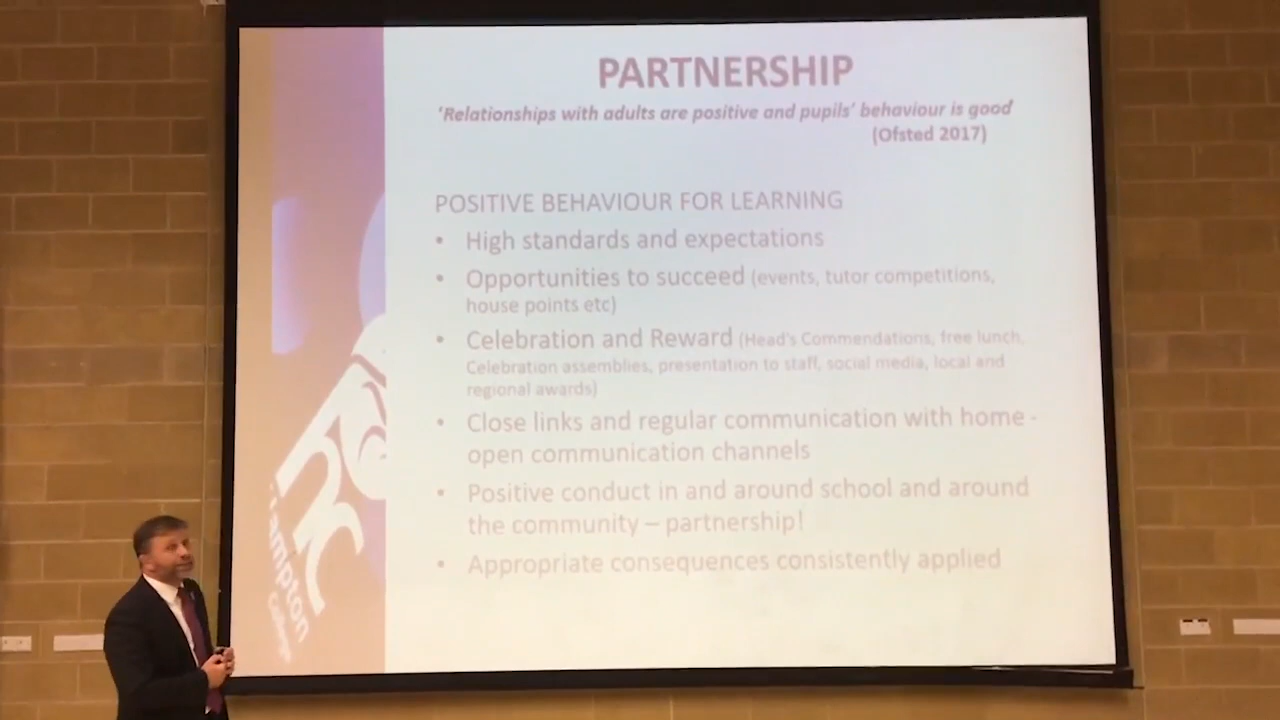 PARTNERSHIP
‘Relationships with adults are positive and pupils’ behaviour is good
(Ofsted 2017)
POSITIVE BEHAVIOUR FOR LEARNING
• High standards and expectations
• Opportunities to succeed (events, tutor competitions,
house points etc)
• Celebration and Reward (Head's Commendations, free lunch,
Celebration assemblies, presentation to staff, social media, local and
regional awards)
• Close links and regular communication with home -
open communication channels
• Positive conduct in and around school and around
the community – partnership!
• Appropriate consequences consistently applied
College